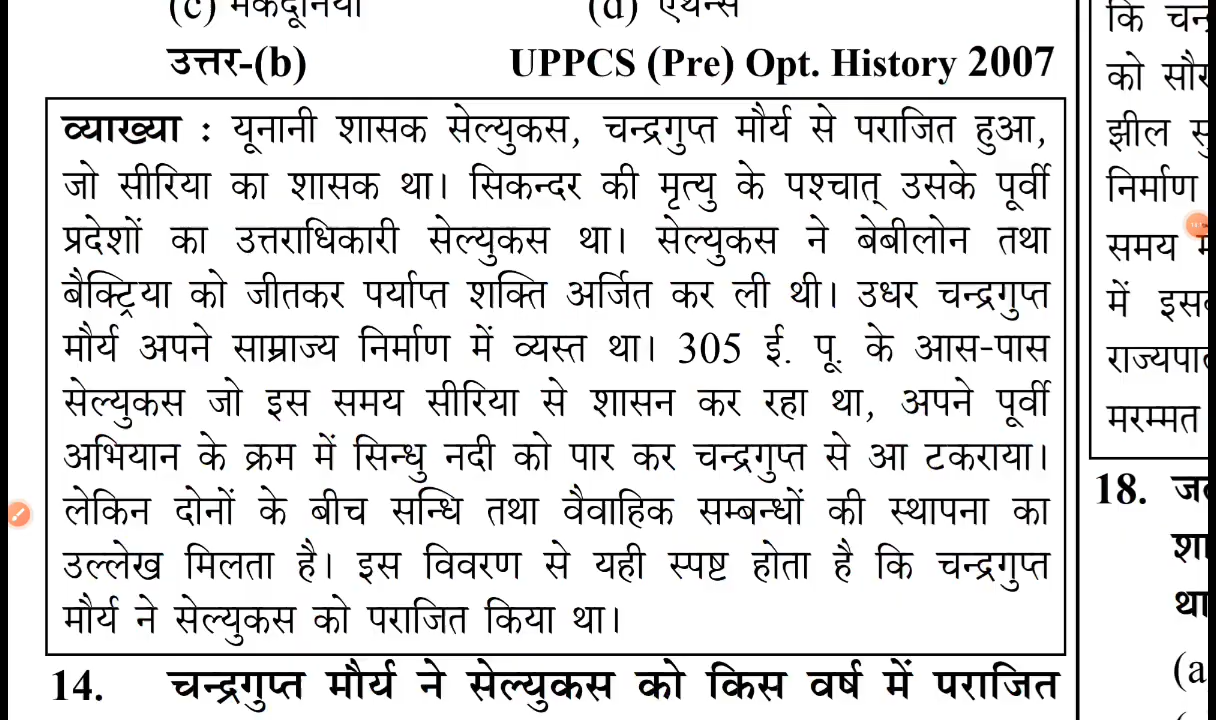 (c) मकदूनिया (d) एथेन्स
उत्तर-(b) UPPCS (Pre) Opt. History 2007
व्याख्या : यूनानी शासक सेल्युकस, चन्द्रगुप्त मौर्य से पराजित हुआ,
जो सीरिया का शासक था। सिकन्दर की मृत्यु के पश्चात् उसके पूर्वी
प्रदेशों का उत्तराधिकारी सेल्युकस था। सेल्युकस ने बेबीलोन तथा
बैक्ट्रिया को जीतकर पर्याप्त शक्ति अर्जित कर ली थी। उधर चन्द्रगुप्त
मौर्य अपने साम्राज्य निर्माण में व्यस्त था। 305 ई. पू. के आस-पास
सेल्युकस जो इस समय सीरिया से शासन कर रहा था, अपने पूर्वी
अभियान के क्रम में सिन्धु नदी को पार कर चन्द्रगुप्त से आ टकराया।
लेकिन दोनों के बीच सन्धि तथा वैवाहिक सम्बन्धों की स्थापना का
उल्लेख मिलता है। इस विवरण से यही स्पष्ट होता है कि चन्द्रगुप्त
मौर्य ने सेल्युकस को पराजित किया था।
14. चन्द्रगुप्त मौर्य ने सेल्युकस को किस वर्ष में पराजित
कि
को
झील
निर्माण
समय
में
मरम्मत
18.